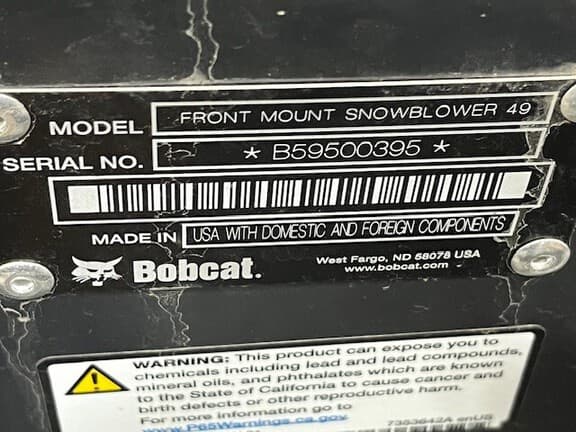 MODEL FRONT MOUNT SNOWBLOWER 49
SERIAL NO. * B59500395 *
MADE IN USA WITH DOMESTIC AND FOREIGN COMPONENTS
Bobcat.
West Fargo, ND 58078 USA
www.bobcat.com
WARNING: This product can expose you to
chemicals including lead and lead compounds,
mineral oils, and phthalates which are known
to the State of California to cause cancer and
birth defects or other reproductive harm.
For more information go to
www.P65Warnings.ca.gov
7353642A enUS